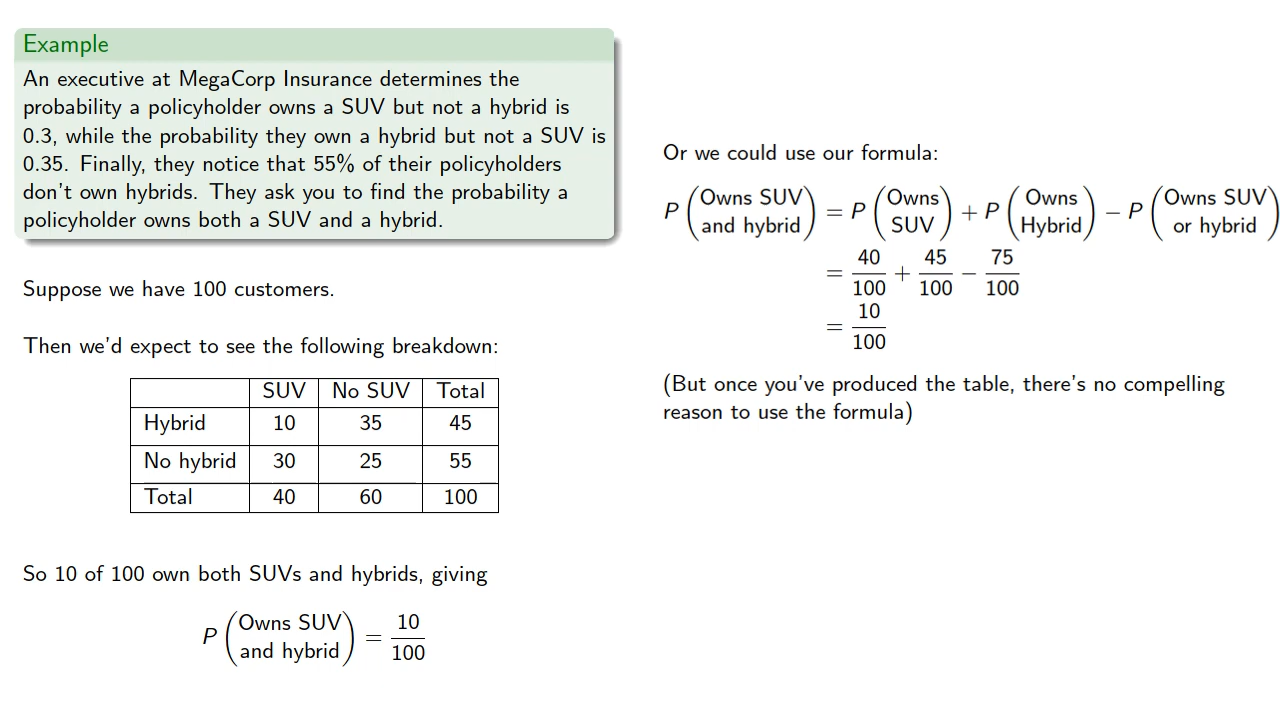 Example
An executive at MegaCorp Insurance determines the
probability a policyholder owns a SUV but not a hybrid is
0.3, while the probability they own a hybrid but not a SUV is
0.35. Finally, they notice that 55% of their policyholders
don't own hybrids. They ask you to find the probability a
policyholder owns both a SUV and a hybrid.
Suppose we have 100 customers.
Then we'd expect to see the following breakdown:
SUV No SUV Total
Hybrid 10 35 45
No hybrid 30 25 55
Total 40 60 100
So 10 of 100 own both SUVs and hybrids, giving
P (Owns SUV and hybrid) = 10/100
Or we could use our formula:
P (Owns SUV and hybrid) = P (Owns SUV) + P (Owns Hybrid) − P (Owns SUV or hybrid)
= 40/100 + 45/100 − 75/100
= 10/100
(But once you've produced the table, there's no compelling
reason to use the formula)